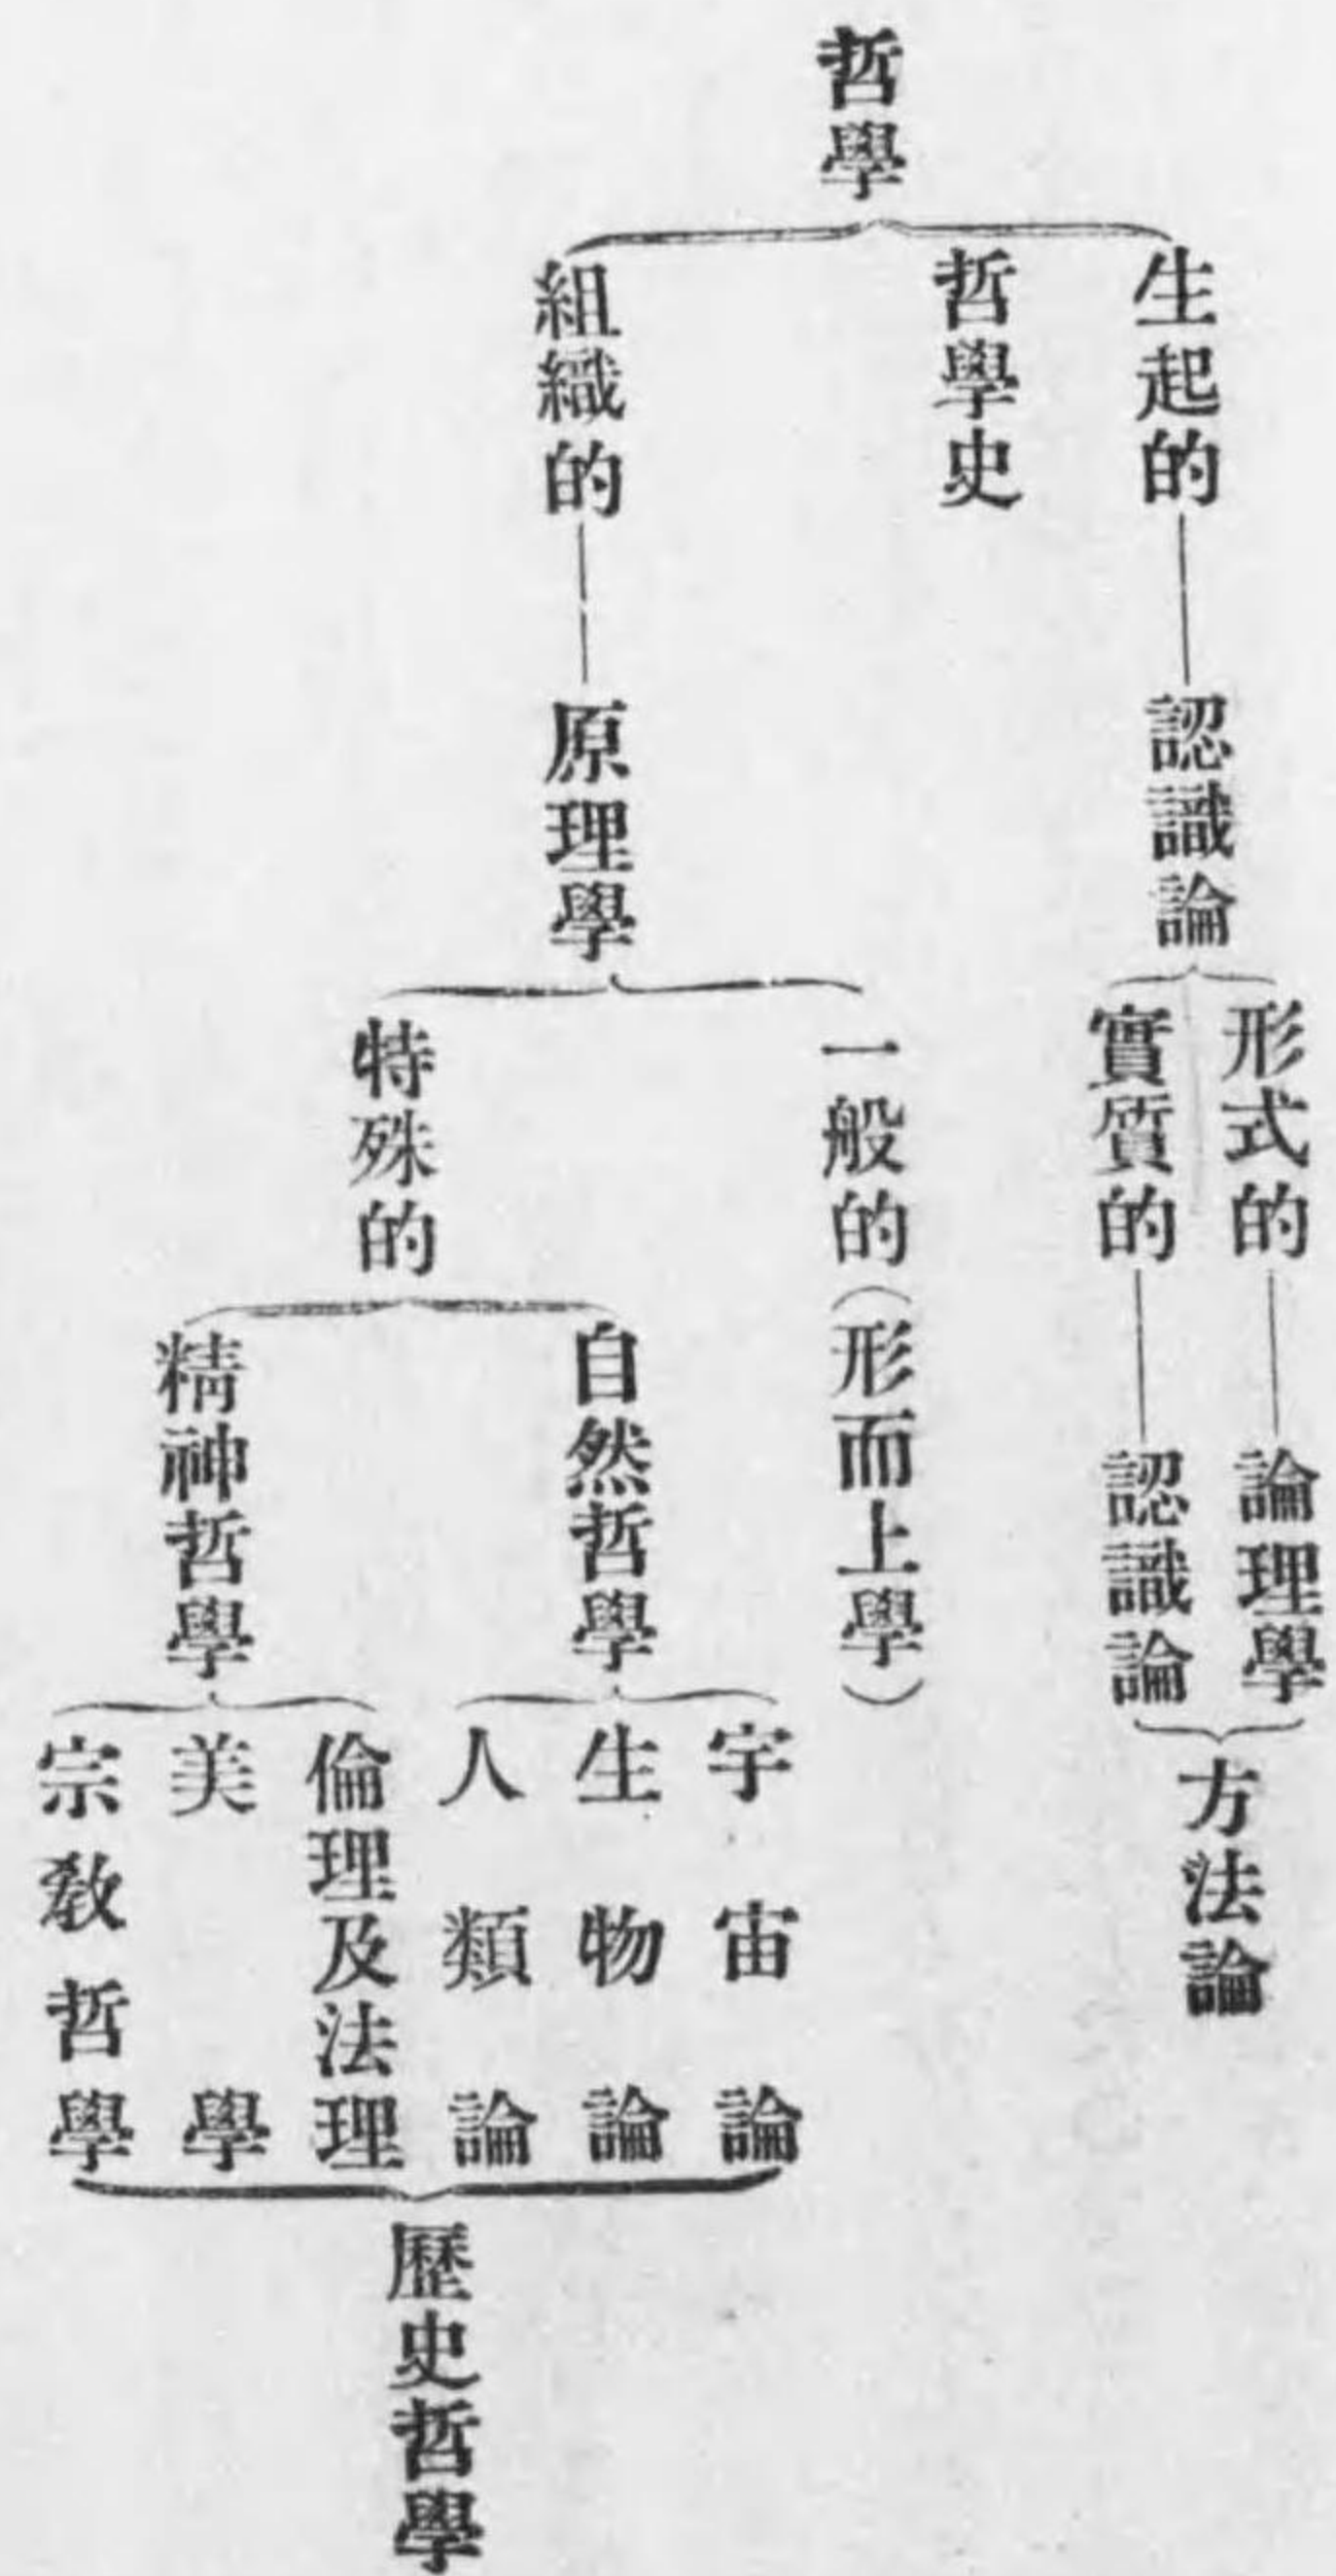 哲學
生起的
哲學史
組織的
認識論
原理學
形式的
實質的
一般的(形而上學)
特殊的
論理學
認識論
自然哲學
精神哲學
方法論
宇宙論
生物論
人類論
倫理及法理
美學
宗敎哲學
歷史哲學